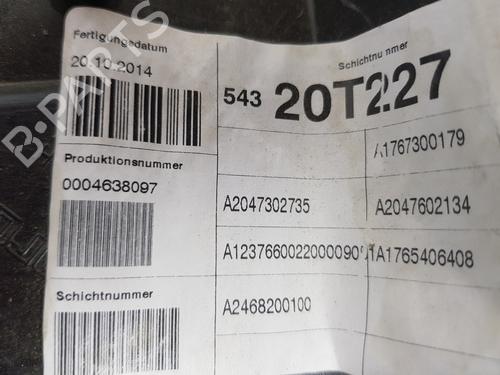 Fertigungsdatum
20.10.2014
Schichtnummer
543 20T227
Produktionsnummer
0004638097
A1767300179
A2047302735
A2047602134
A1765406408
Schichtnummer
A2468200100
B-PARTS